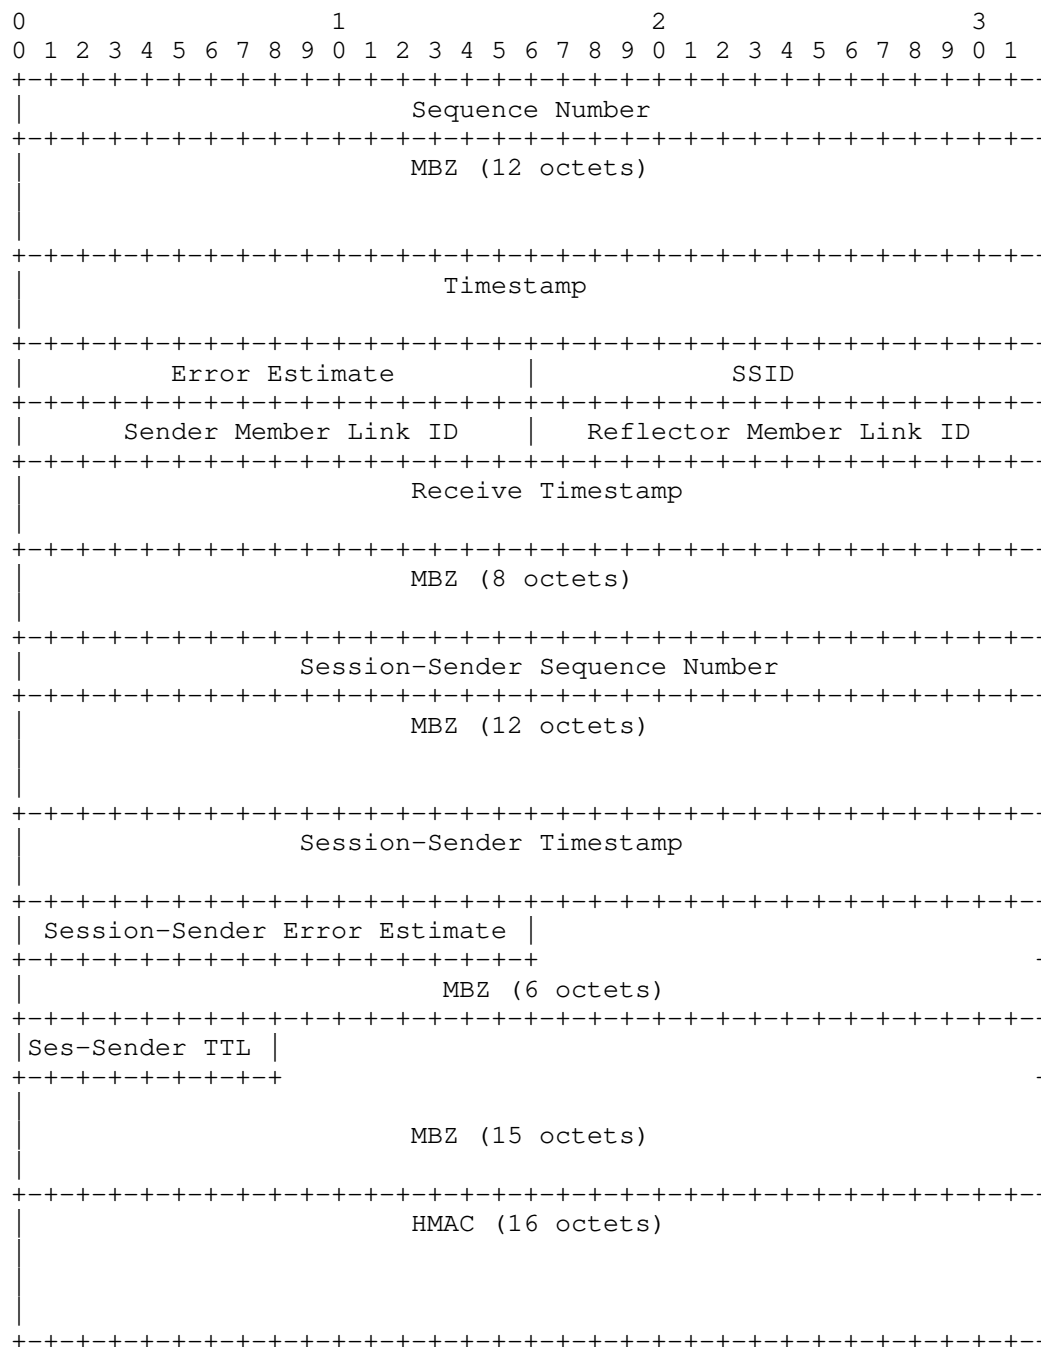 0                   1                   2                   3
0 1 2 3 4 5 6 7 8 9 0 1 2 3 4 5 6 7 8 9 0 1 2 3 4 5 6 7 8 9 0 1
Sequence Number
MBZ (12 octets)
Timestamp
Error Estimate | SSID
Sender Member Link ID | Reflector Member Link ID
Receive Timestamp
MBZ (8 octets)
Session-Sender Sequence Number
MBZ (12 octets)
Session-Sender Timestamp
Session-Sender Error Estimate |
MBZ (6 octets)
Ses-Sender TTL |
MBZ (15 octets)
HMAC (16 octets)